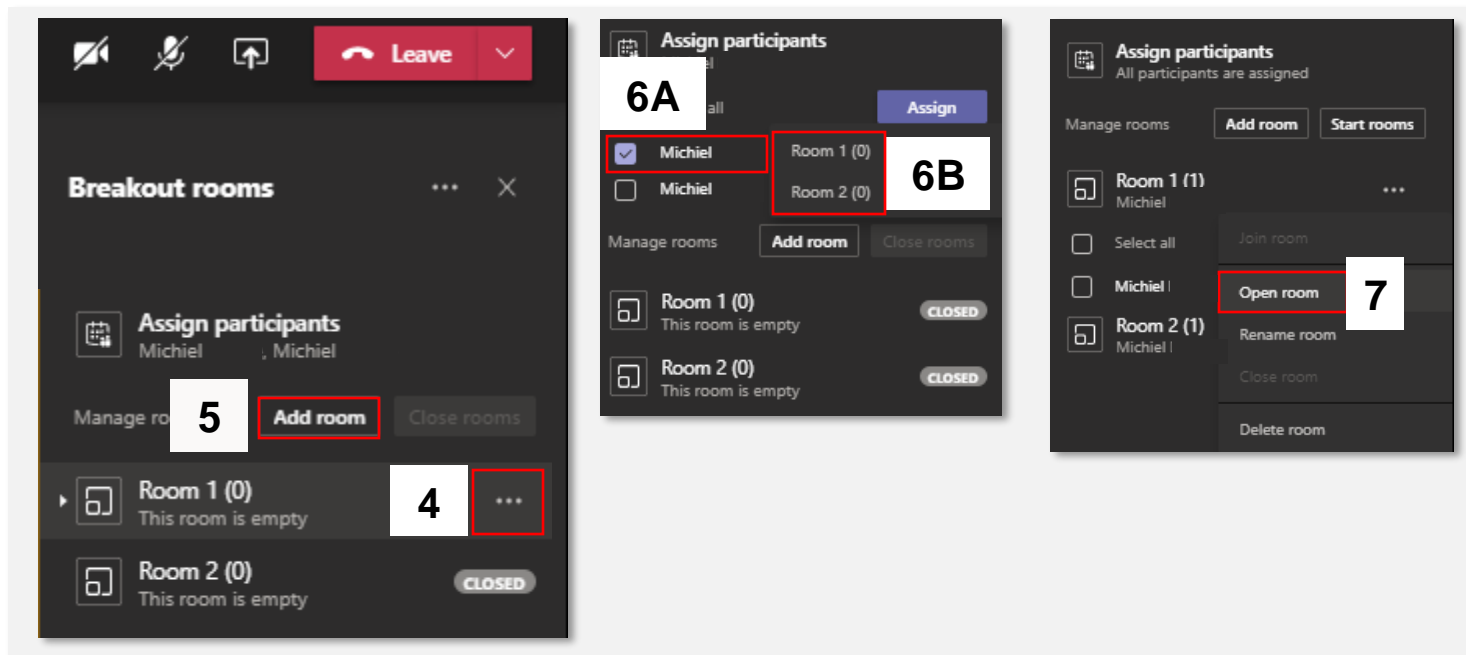 Leave
Breakout rooms
Assign participants
Michiel , Michiel
5
Manage ro
Add room
Close rooms
Room 1 (0)
This room is empty
4
Room 2 (0)
This room is empty
CLOSED
Assign participants
6A
all
Assign
Michiel
Room 1 (0)
6B
Michiel
Room 2 (0)
Manage rooms
Add room
Close rooms
Room 1 (0)
This room is empty
CLOSED
Room 2 (0)
This room is empty
CLOSED
Assign participants
All participants are assigned
Manage rooms
Add room
Start rooms
Room 1 (1)
Michiel
Select all
Join room
Michiel
Open room
7
Room 2 (1)
Michiel
Rename room
Close room
Delete room